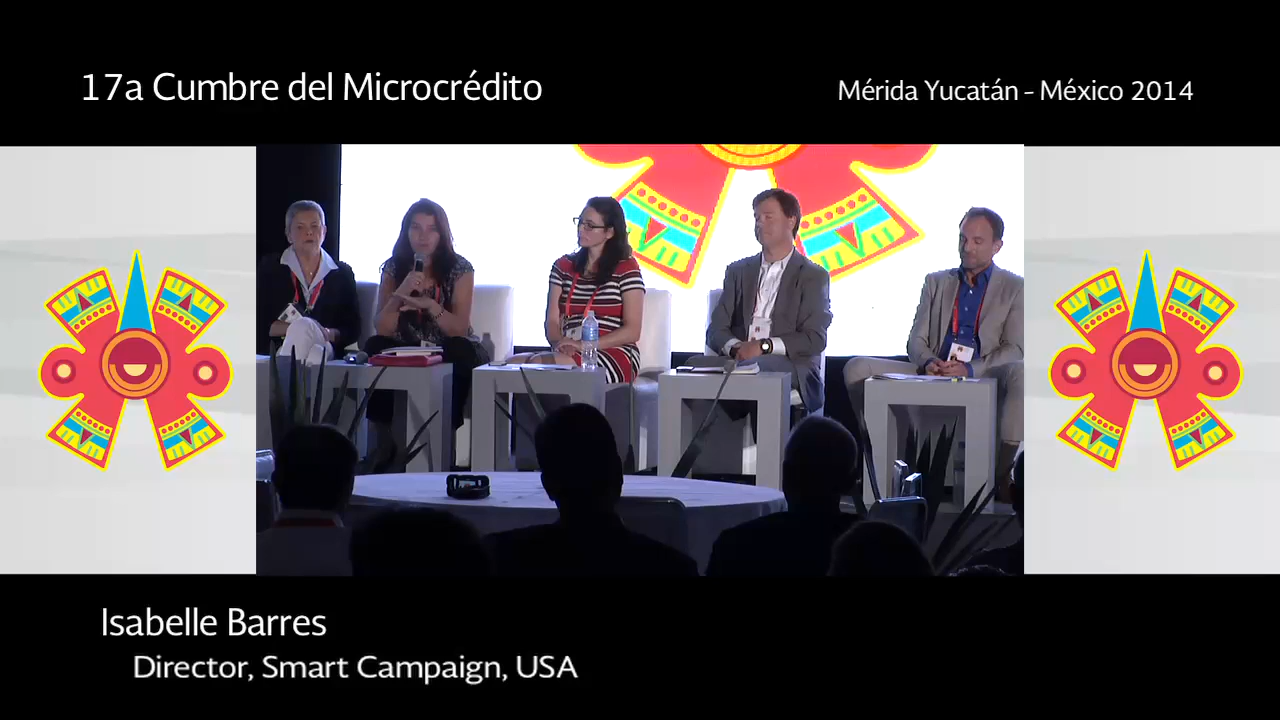 17a Cumbre del Microcrédito
Mérida Yucatán - México 2014
Isabelle Barres
Director, Smart Campaign, USA